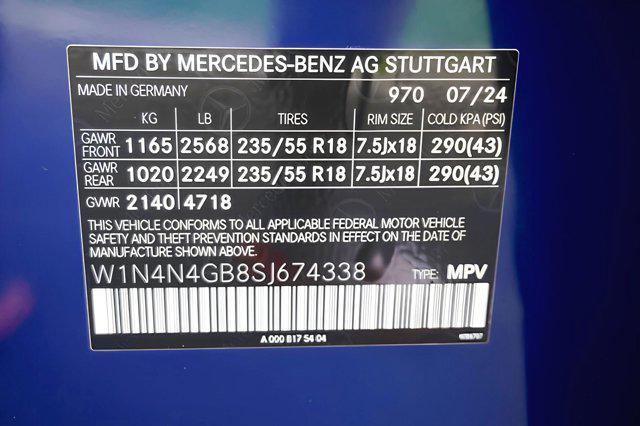 MFD BY MERCEDES-BENZ AG STUTTGART
MADE IN GERMANY 970 07/24
KG LB TIRES RIM SIZE COLD KPA (PSI)
GAWR FRONT 1165 2568 235/55 R18 7.5Jx18 290(43)
GAWR REAR 1020 2249 235/55 R18 7.5Jx18 290(43)
GVWR 2140 4718
THIS VEHICLE CONFORMS TO ALL APPLICABLE FEDERAL MOTOR VEHICLE
SAFETY AND THEFT PREVENTION STANDARDS IN EFFECT ON THE DATE OF
MANUFACTURE SHOWN ABOVE.
W1N4N4GB8SJ674338 TYPE: MPV
A 000 817 54 04